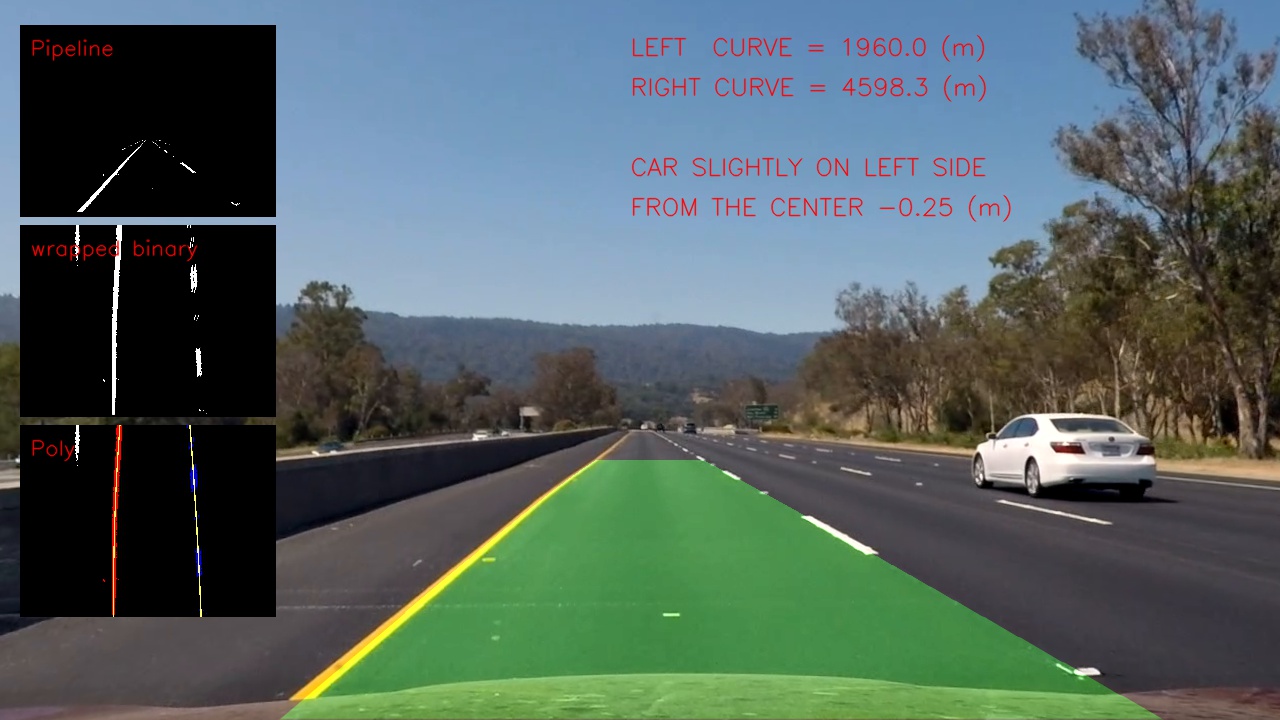 Pipeline
wrapped binary
Poly
LEFT CURVE = 1960.0 (m)
RIGHT CURVE = 4598.3 (m)
CAR SLIGHTLY ON LEFT SIDE
FROM THE CENTER -0.25 (m)